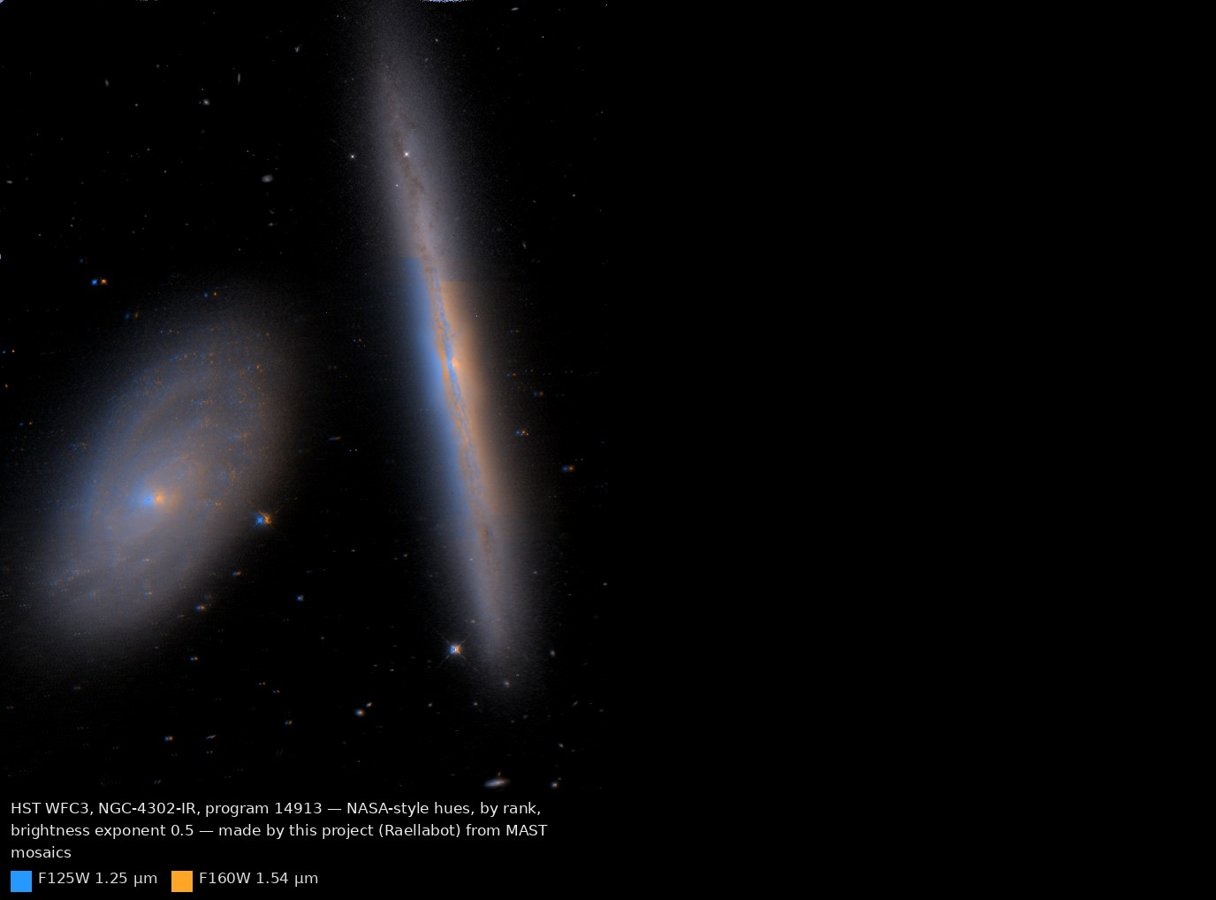 HST WFC3, NGC-4302-IR, program 14913 — NASA-style hues, by rank,
brightness exponent 0.5 — made by this project (Raellabot) from MAST
mosaics
F125W 1.25 µm F160W 1.54 µm